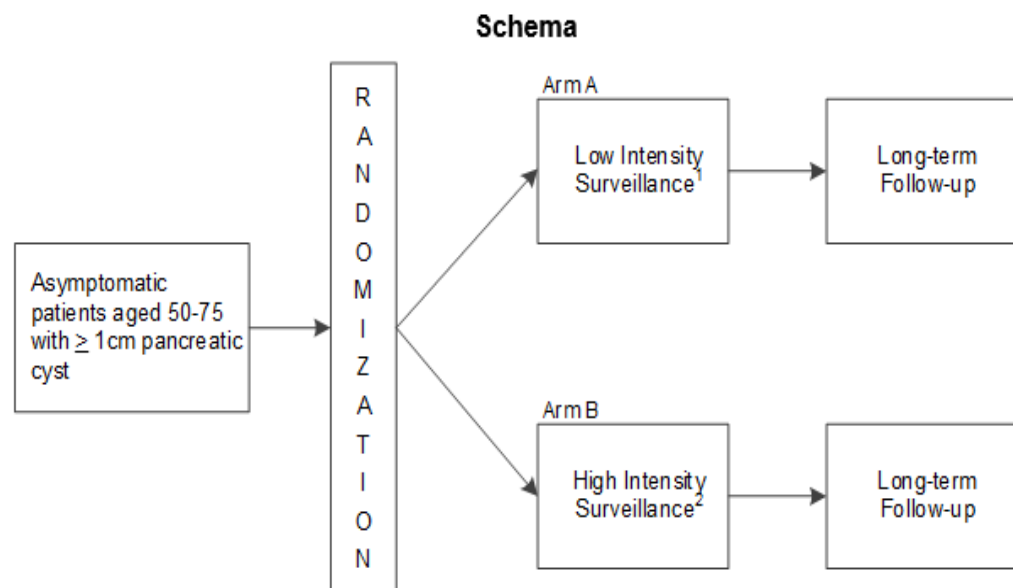 Schema
Asymptomatic
patients aged 50-75
with ≥ 1cm pancreatic
cyst
R
A
N
D
O
M
I
Z
A
T
I
O
N
Arm A
Low Intensity
Surveillance¹
Long-term
Follow-up
Arm B
High Intensity
Surveillance²
Long-term
Follow-up